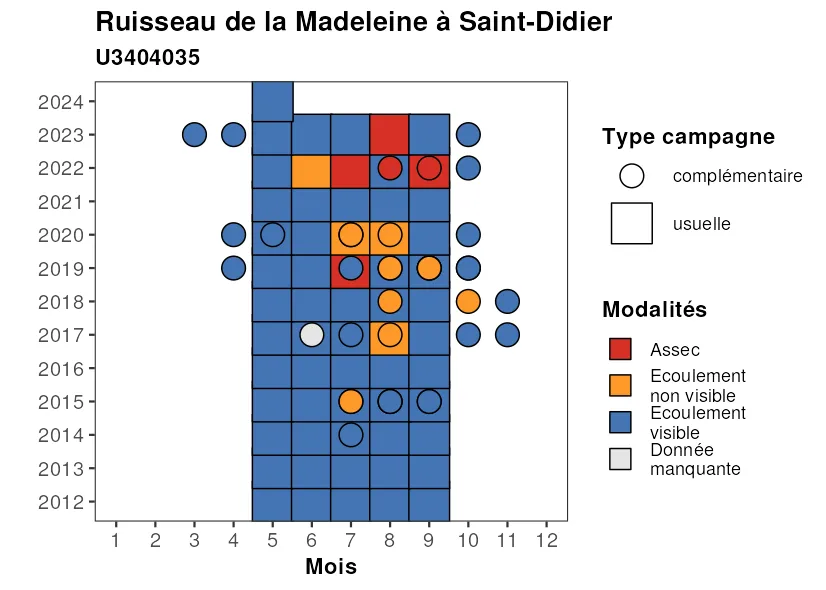 Ruisseau de la Madeleine à Saint-Didier
U3404035
2024
2023
2022
2021
2020
2019
2018
2017
2016
2015
2014
2013
2012
1 2 3 4 5 6 7 8 9 10 11 12
Mois
Type campagne
complémentaire
usuelle
Modalités
Assec
Ecoulement
non visible
Ecoulement
visible
Donnée
manquante